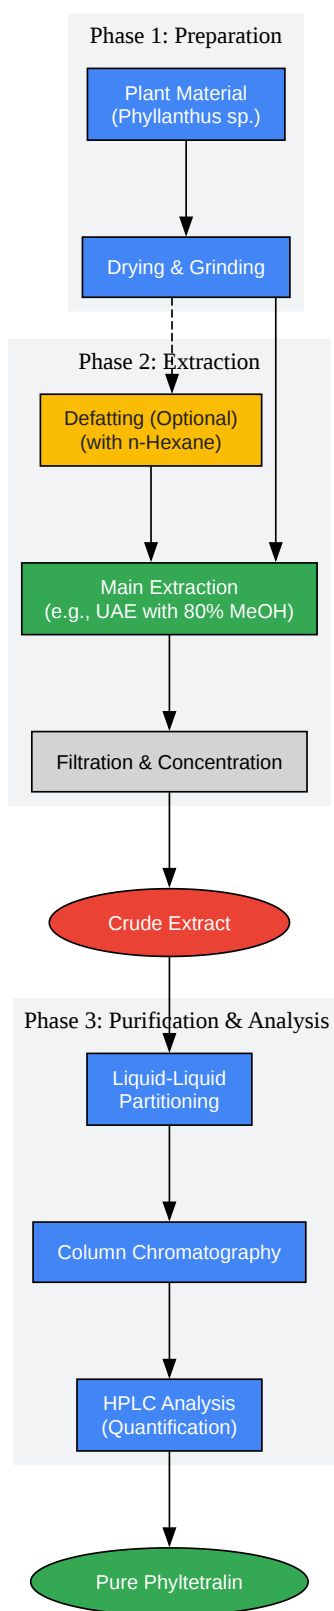 Phase 1: Preparation
Plant Material
(Phyllanthus sp.)
Drying & Grinding
Phase 2: Extraction
Defatting (Optional)
(with n-Hexane)
Main Extraction
(e.g., UAE with 80% MeOH)
Filtration & Concentration
Crude Extract
Phase 3: Purification & Analysis
Liquid-Liquid
Partitioning
Column Chromatography
HPLC Analysis
(Quantification)
Pure Phyltetralin